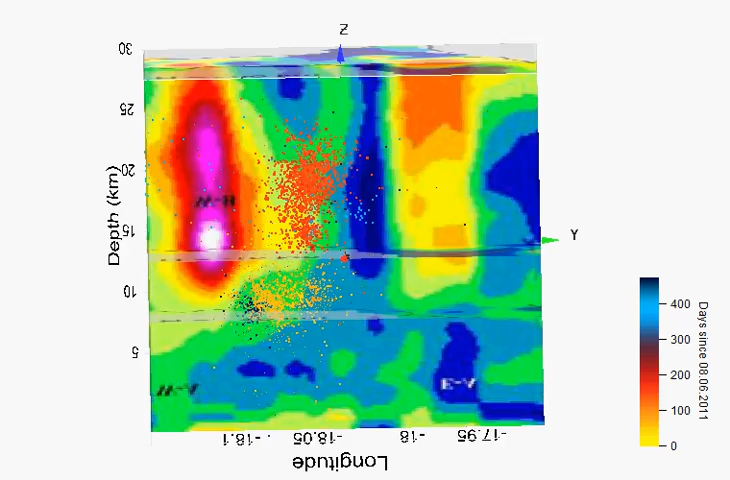 Z
30
25
20
15
10
5
Depth (km)
M-H
Y
M-V
E-V
-18.1
-18.05
-18
-17.95
Longitude
400
300
200
100
0
Days since 08.06.2011